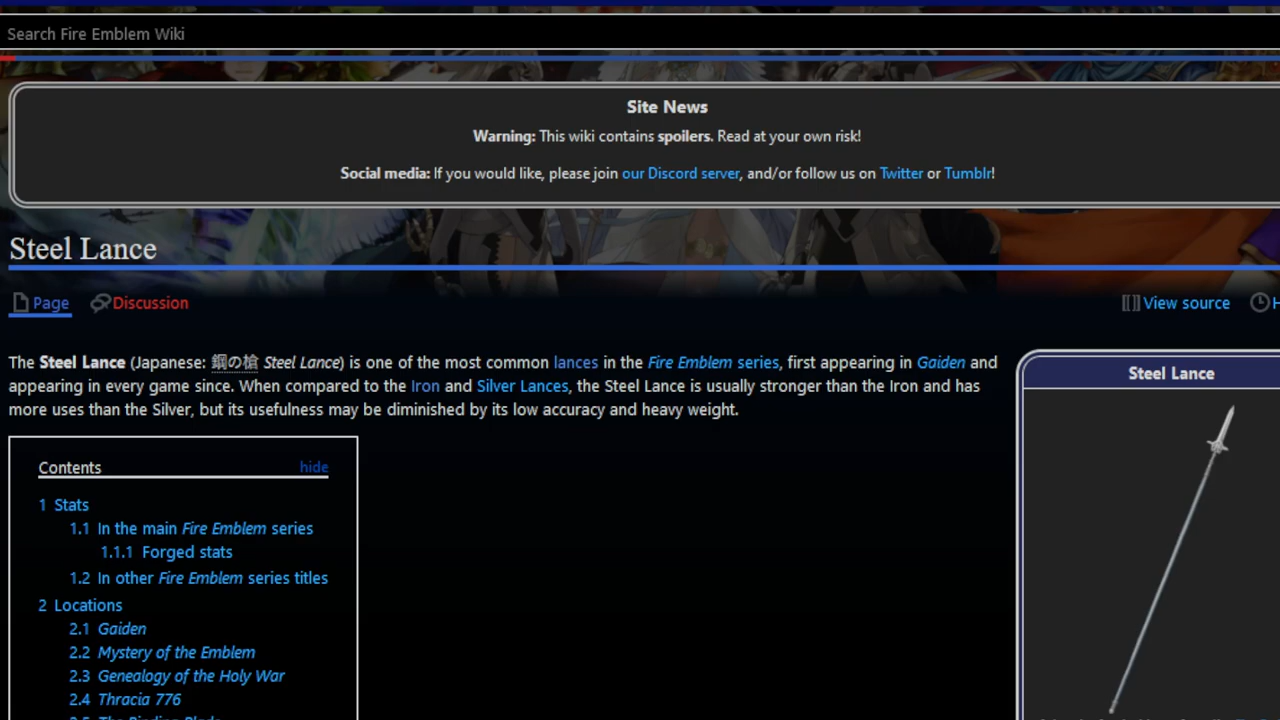 Search Fire Emblem Wiki
Site News
Warning: This wiki contains spoilers. Read at your own risk!
Social media: If you would like, please join our Discord server, and/or follow us on Twitter or Tumblr!
Steel Lance
Page Discussion View source
The Steel Lance (Japanese: 鋼の槍 Steel Lance) is one of the most common lances in the Fire Emblem series, first appearing in Gaiden and
appearing in every game since. When compared to the Iron and Silver Lances, the Steel Lance is usually stronger than the Iron and has
more uses than the Silver, but its usefulness may be diminished by its low accuracy and heavy weight.
Steel Lance
Contents hide
1 Stats
1.1 In the main Fire Emblem series
1.1.1 Forged stats
1.2 In other Fire Emblem series titles
2 Locations
2.1 Gaiden
2.2 Mystery of the Emblem
2.3 Genealogy of the Holy War
2.4 Thracia 776
2.5 The Binding Blade